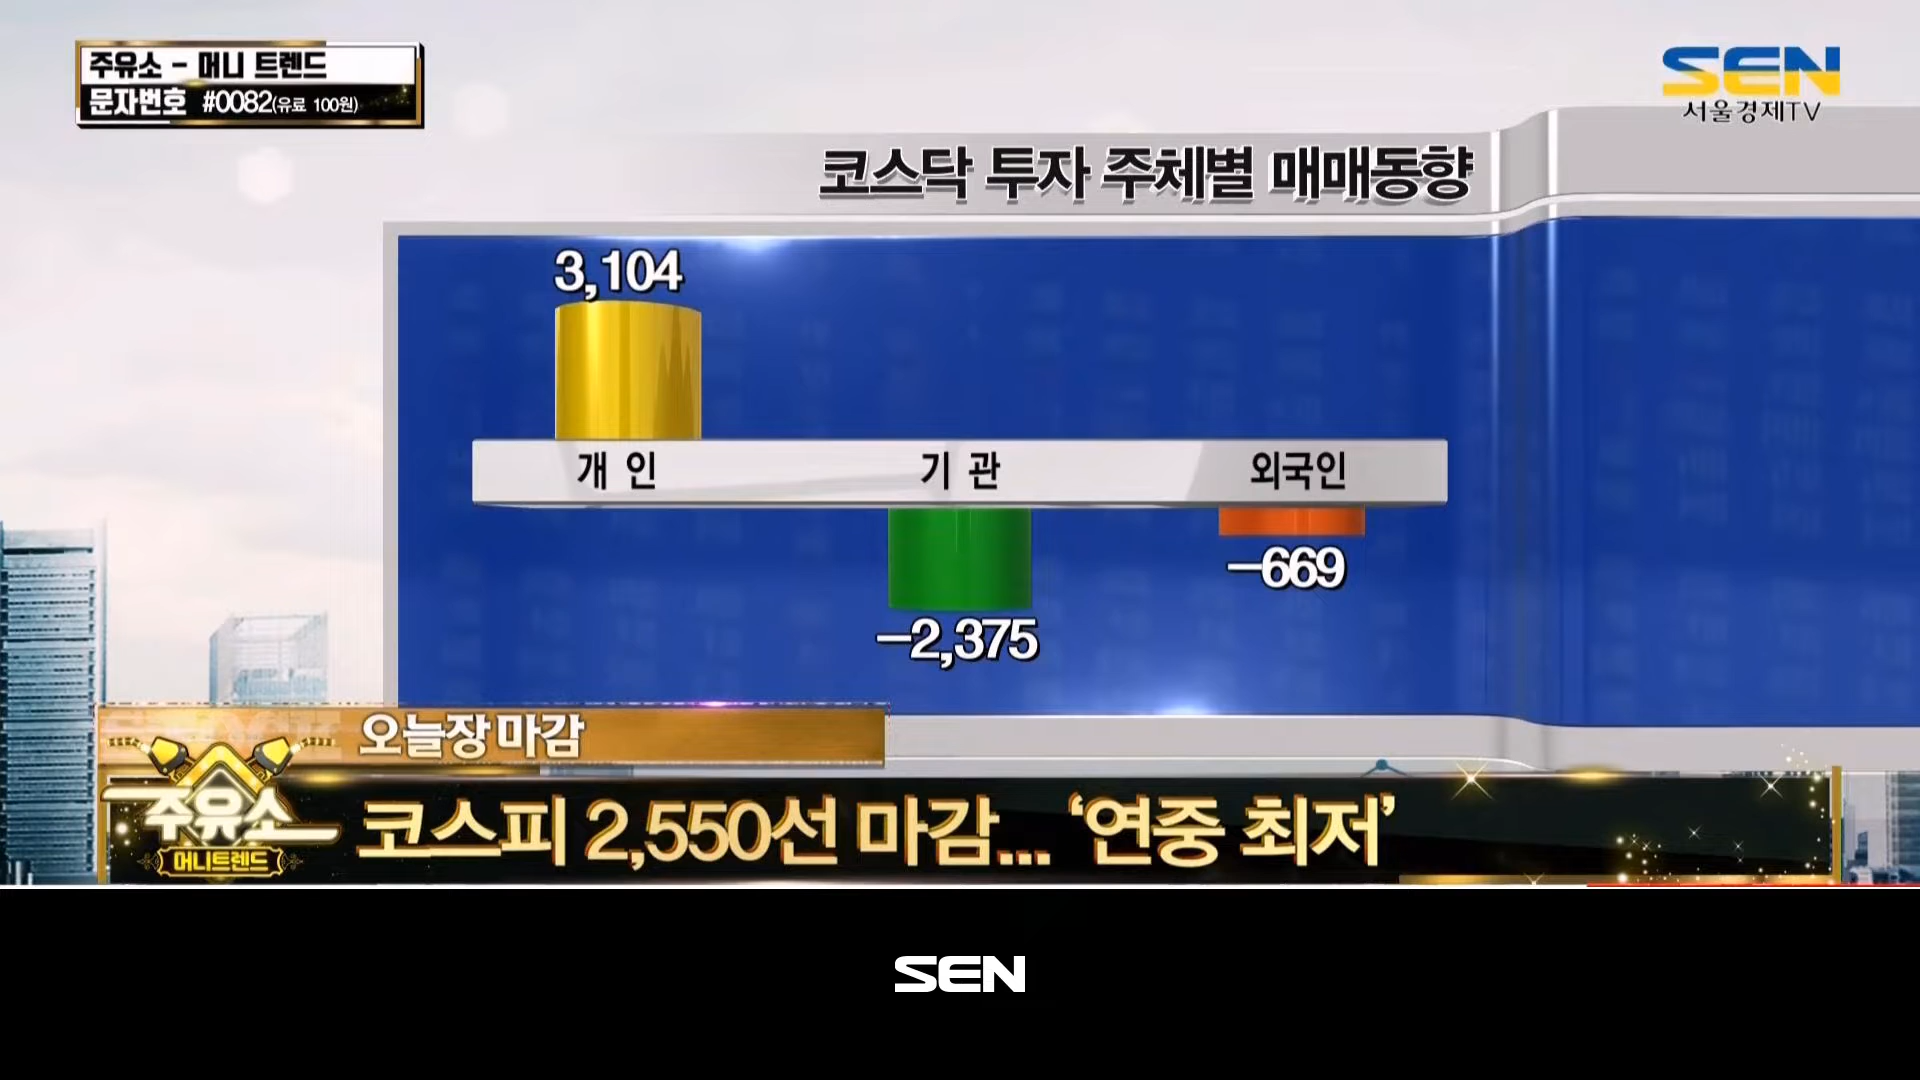 주유소 - 머니 트렌드
문자번호 #0082(유료 100원)
SEN
서울경제TV
코스닥 투자 주체별 매매동향
3,104
개 인
기 관
외국인
-669
-2,375
오늘장 마감
주유소
머니트렌드
코스피 2,550선 마감... ‘연중 최저’
SEN